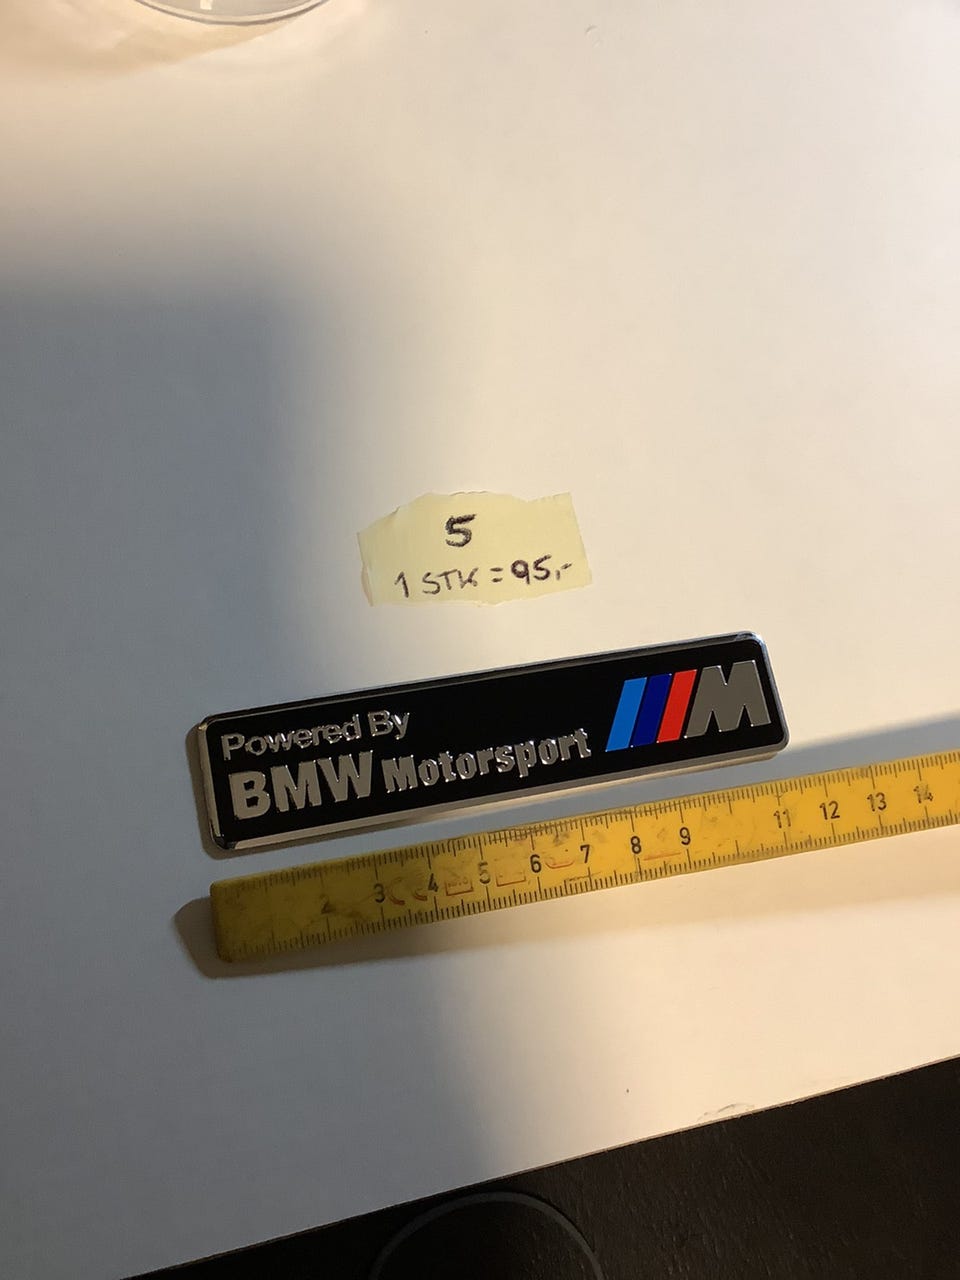 5
1 STK = 95,-
Powered By
BMW Motorsport
M
2 3 4 5 6 7 8 9 11 12 13 14